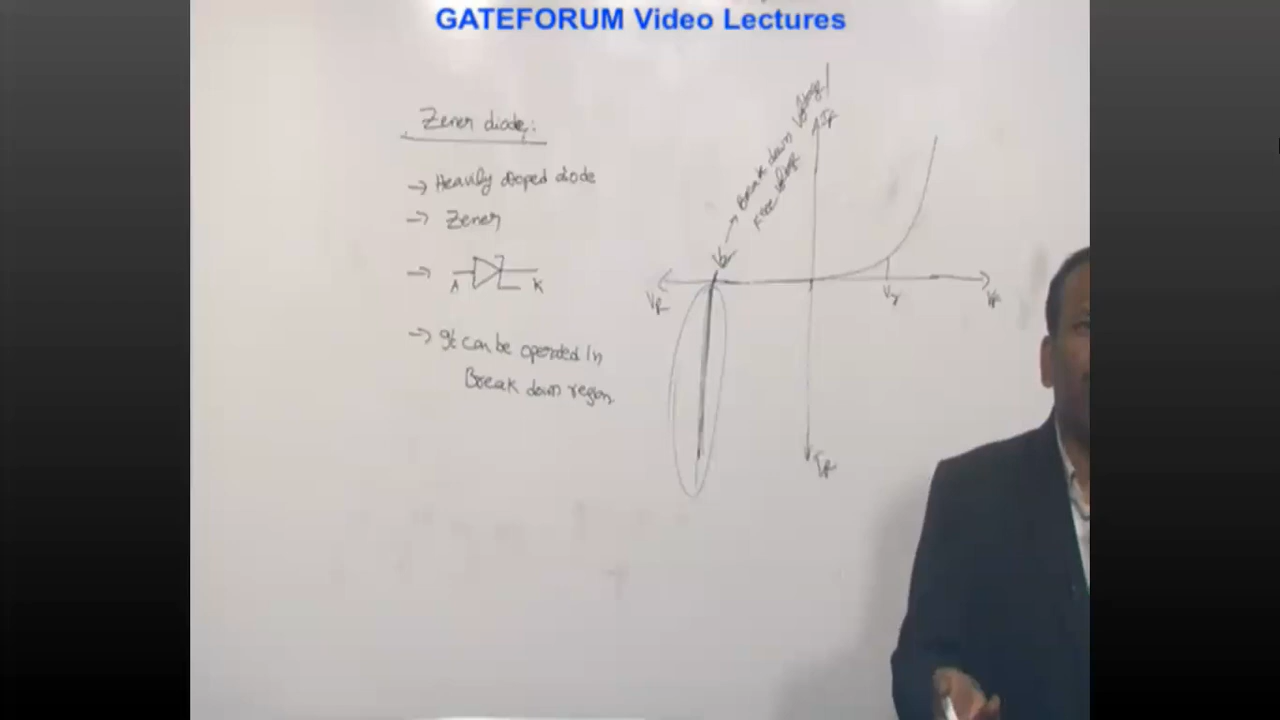 GATEFORUM Video Lectures
Zener diode:
→ Heavily doped diode
→ Zener
→ A K
→ It can be operated in
Break down region.
→ Break down Voltage /
Knee Voltage
Vz
IF
VR
Vγ
VF
IR